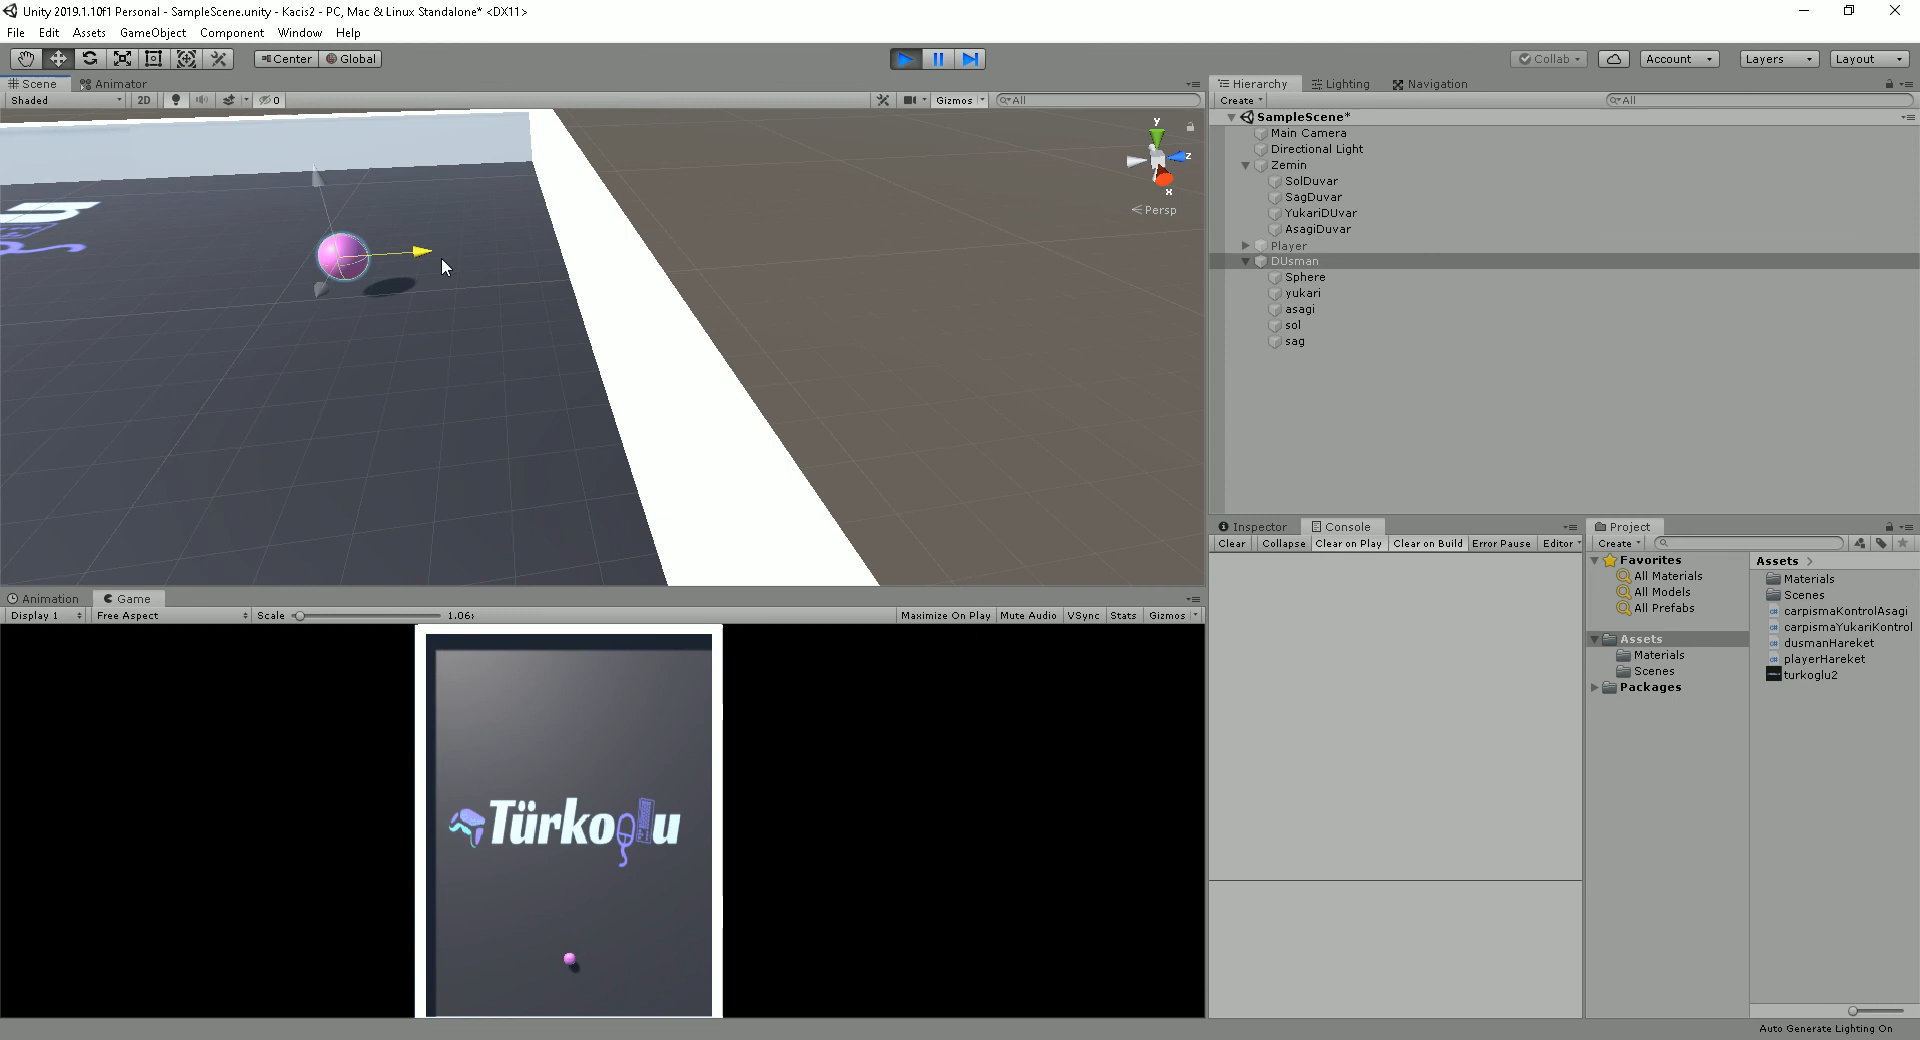 Unity 2019.1.10f1 Personal - SampleScene.unity - Kacis2 - PC, Mac & Linux Standalone* <DX11>
File Edit Assets GameObject Component Window Help
Center Global Collab Account Layers Layout
Scene Animator
Shaded 2D 0 Gizmos All
y
z
x
Persp
Hierarchy Lighting Navigation
Create All
SampleScene*
Main Camera
Directional Light
Zemin
SolDuvar
SagDuvar
YukariDUvar
AsagiDuvar
Player
DUsman
Sphere
yukari
asagi
sol
sag
Animation Game
Display 1 Free Aspect Scale 1.06x Maximize On Play Mute Audio VSync Stats Gizmos
Türkoglu
Inspector Console
Clear Collapse Clear on Play Clear on Build Error Pause Editor
Project
Create
Favorites
All Materials
All Models
All Prefabs
Assets
Materials
Scenes
Packages
Assets >
Materials
Scenes
carpismaKontrolAsagi
carpismaYukariKontrol
dusmanHareket
playerHareket
turkoglu2
Auto Generate Lighting On